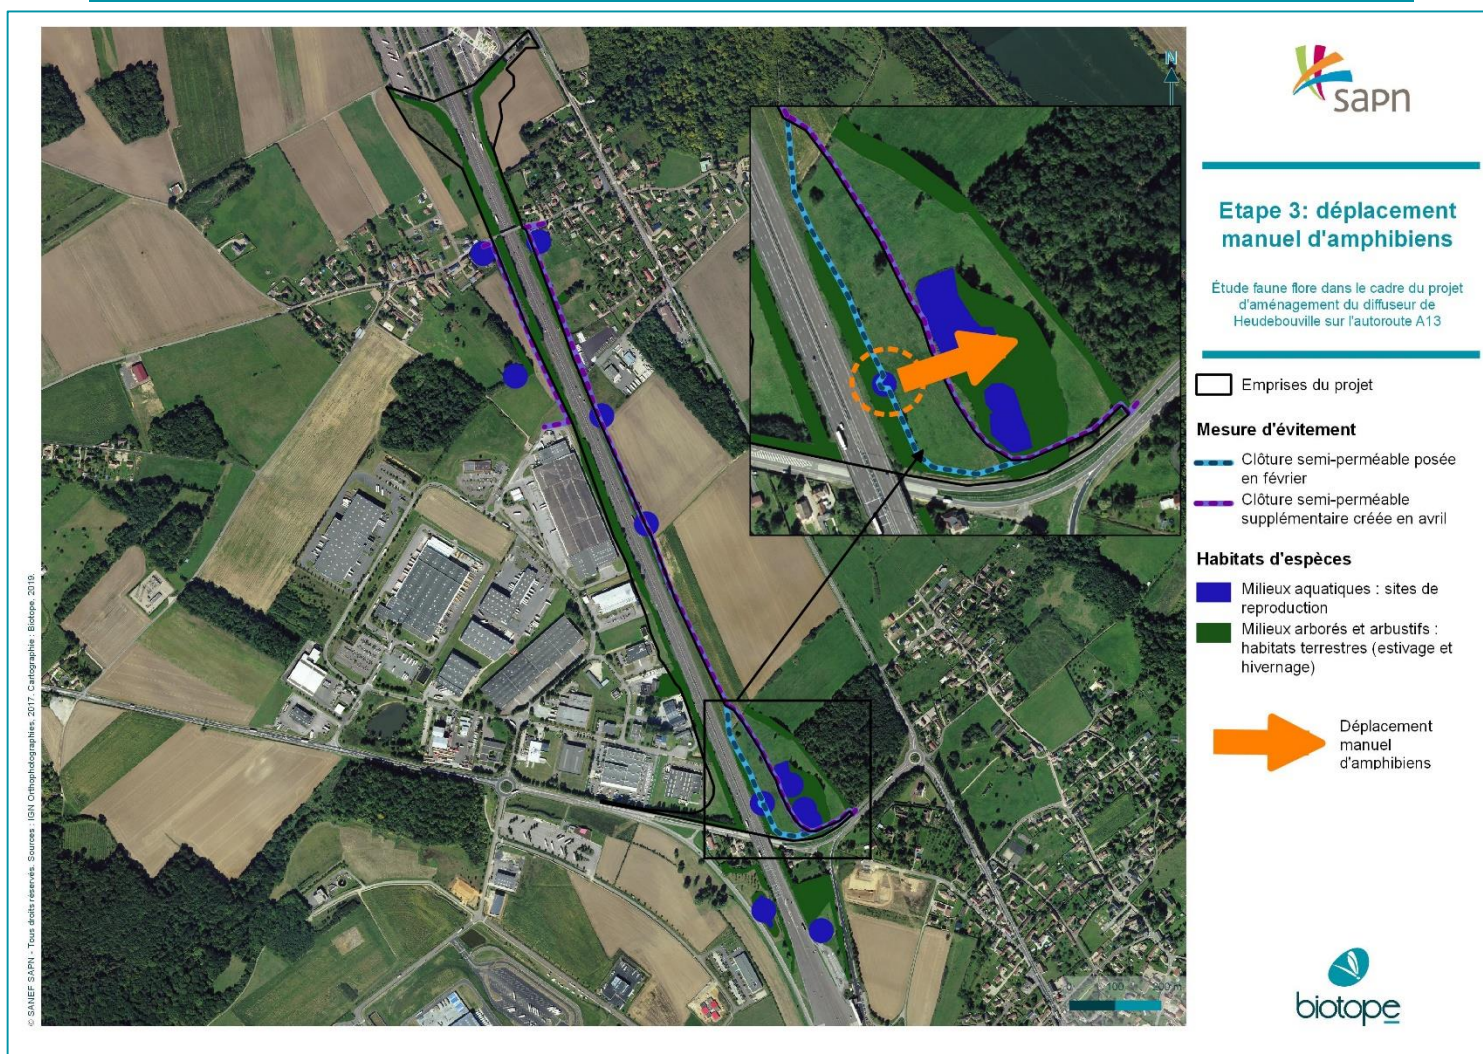 N
sapn
Etape 3: déplacement
manuel d'amphibiens
Étude faune flore dans le cadre du projet
d'aménagement du diffuseur de
Heudebouville sur l'autoroute A13
Emprises du projet
Mesure d'évitement
Clôture semi-perméable posée
en février
Clôture semi-perméable
supplémentaire créée en avril
Habitats d'espèces
Milieux aquatiques : sites de
reproduction
Milieux arborés et arbustifs :
habitats terrestres (estivage et
hivernage)
Déplacement
manuel
d'amphibiens
biotope
0 100 200 m
© SANEF SAPN - Tous droits réservés. Sources : IGN Orthophotographies, 2017. Cartographie : Biotope, 2019.